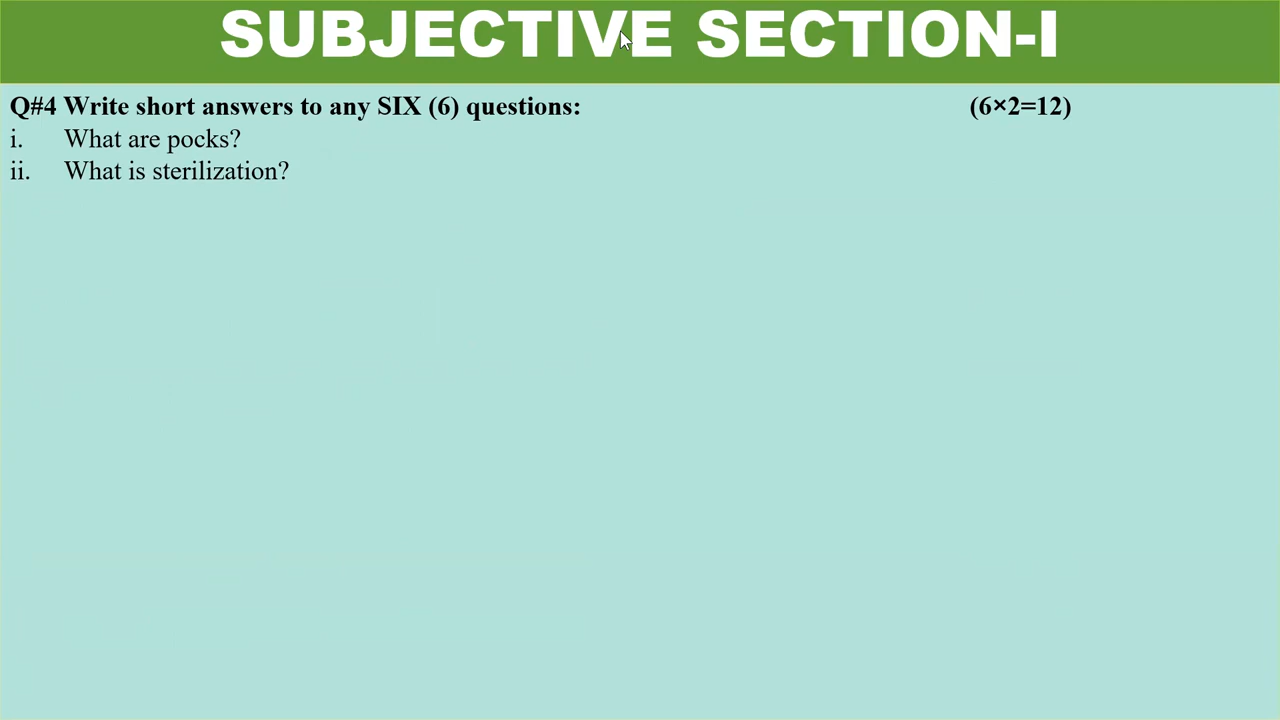 SUBJECTIVE SECTION-I
Q#4 Write short answers to any SIX (6) questions: (6×2=12)
i. What are pocks?
ii. What is sterilization?